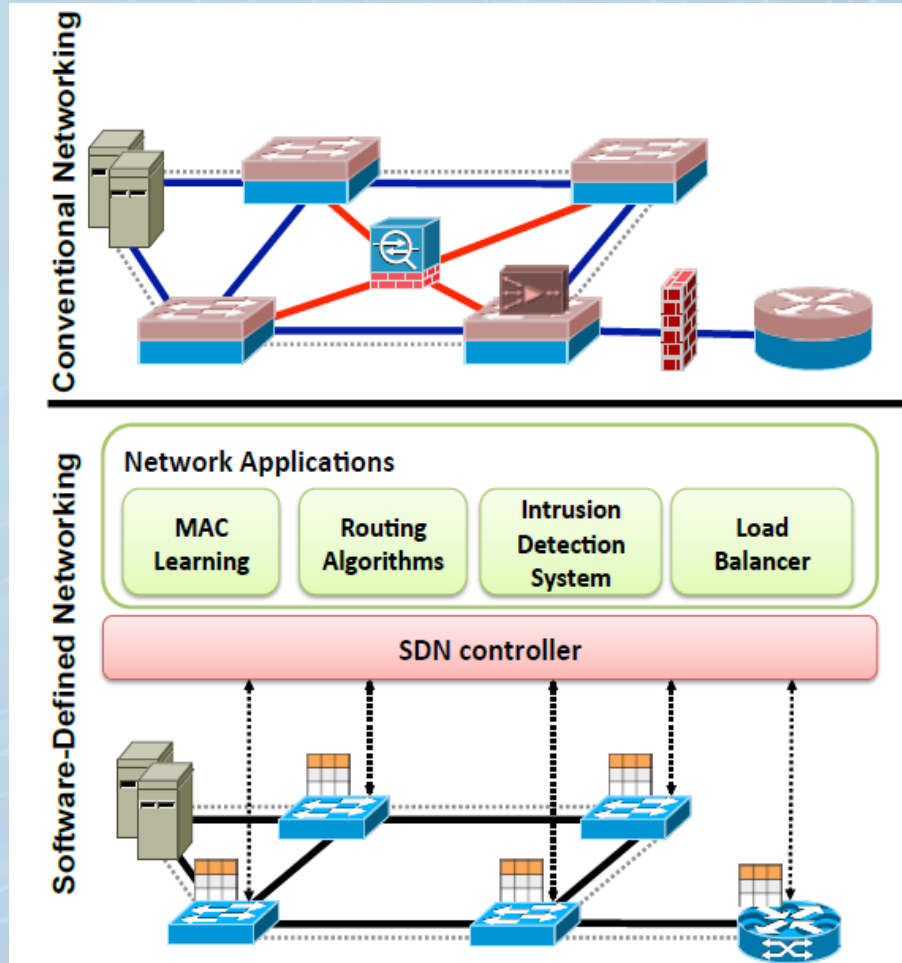 Conventional Networking
Software-Defined Networking
Network Applications
MAC
Learning
Routing
Algorithms
Intrusion
Detection
System
Load
Balancer
SDN controller